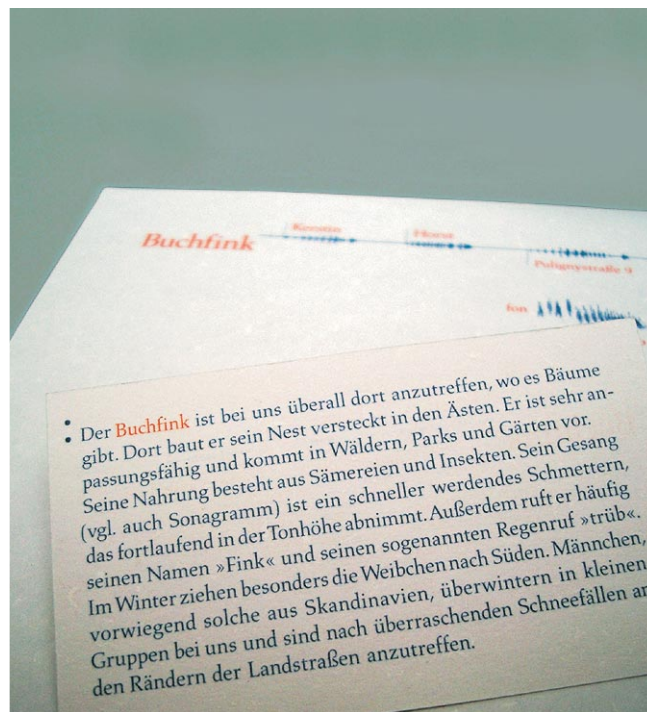 Buchfink
Kerstin
Horst
Polignystraße 9
fon
: Der Buchfink ist bei uns überall dort anzutreffen, wo es Bäume
gibt. Dort baut er sein Nest versteckt in den Ästen. Er ist sehr an-
passungsfähig und kommt in Wäldern, Parks und Gärten vor.
Seine Nahrung besteht aus Sämereien und Insekten. Sein Gesang
(vgl. auch Sonagramm) ist ein schneller werdendes Schmettern,
das fortlaufend in der Tonhöhe abnimmt. Außerdem ruft er häufig
seinen Namen »Fink« und seinen sogenannten Regenruf »trüb«.
Im Winter ziehen besonders die Weibchen nach Süden. Männchen,
vorwiegend solche aus Skandinavien, überwintern in kleinen
Gruppen bei uns und sind nach überraschenden Schneefällen an
den Rändern der Landstraßen anzutreffen.